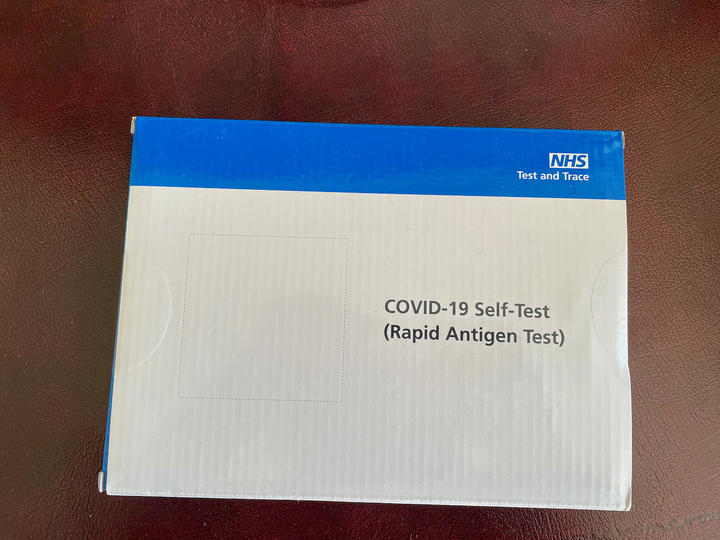 NHS
Test and Trace
COVID-19 Self-Test
(Rapid Antigen Test)